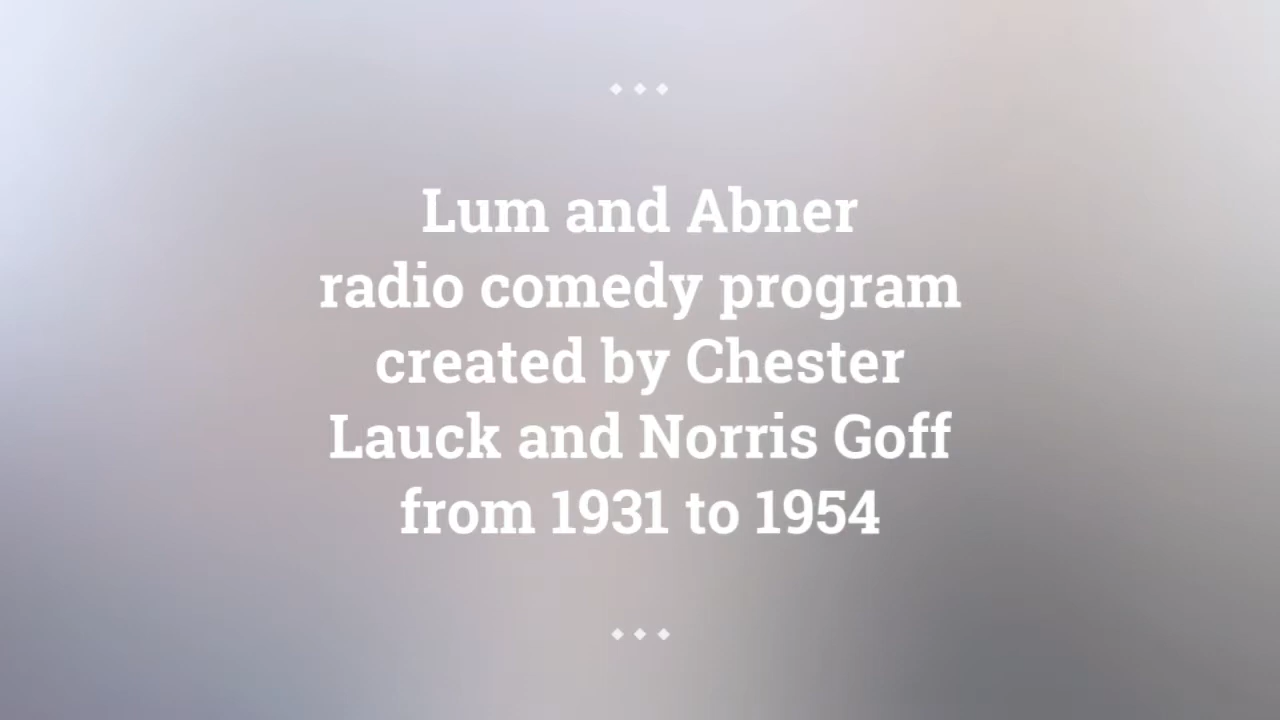 Lum and Abner
radio comedy program
created by Chester
Lauck and Norris Goff
from 1931 to 1954